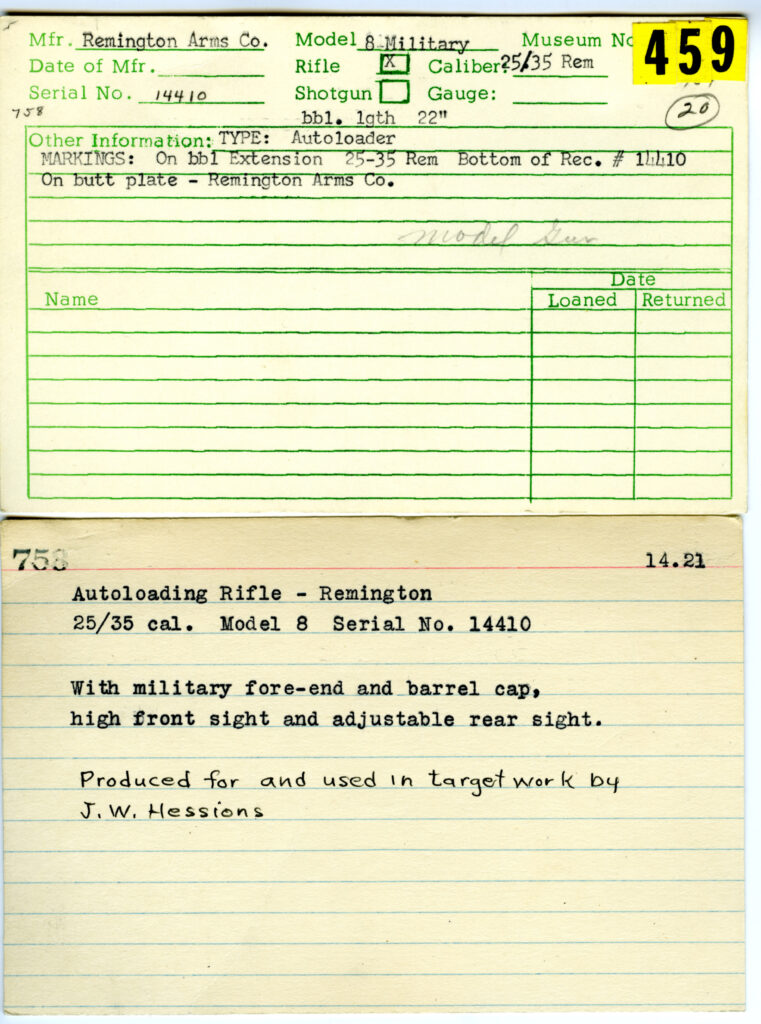 Mfr. Remington Arms Co. Model 8 Military Museum No 459
Date of Mfr. Rifle X Caliber: 25/35 Rem
Serial No. 14410 Shotgun Gauge: 20
758 bbl. lgth 22"
Other Information: TYPE: Autoloader
MARKINGS: On bbl Extension 25-35 Rem Bottom of Rec. # 14410
On butt plate - Remington Arms Co.
Model Gun
Date
Name Loaned Returned
758 14.21
Autoloading Rifle - Remington
25/35 cal. Model 8 Serial No. 14410
With military fore-end and barrel cap,
high front sight and adjustable rear sight.
Produced for and used in target work by
J.W. Hessions